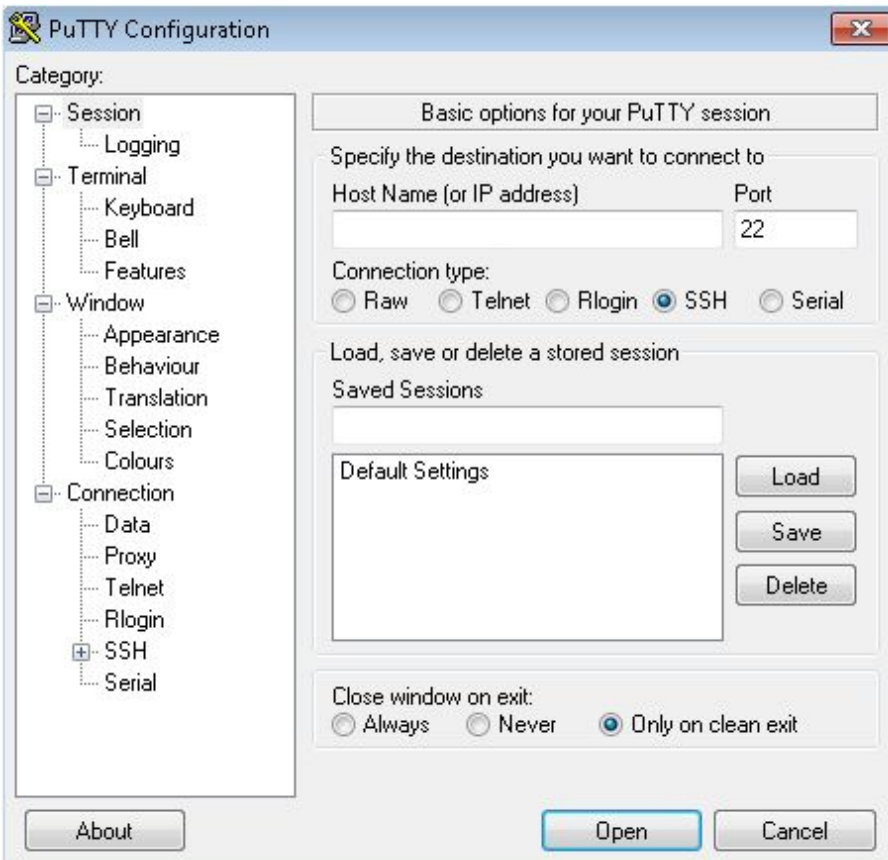 PuTTY Configuration
Category:
Session
Logging
Terminal
Keyboard
Bell
Features
Window
Appearance
Behaviour
Translation
Selection
Colours
Connection
Data
Proxy
Telnet
Rlogin
SSH
Serial
Basic options for your PuTTY session
Specify the destination you want to connect to
Host Name (or IP address) Port
22
Connection type:
Raw Telnet Rlogin SSH Serial
Load, save or delete a stored session
Saved Sessions
Default Settings
Load
Save
Delete
Close window on exit:
Always Never Only on clean exit
About Open Cancel